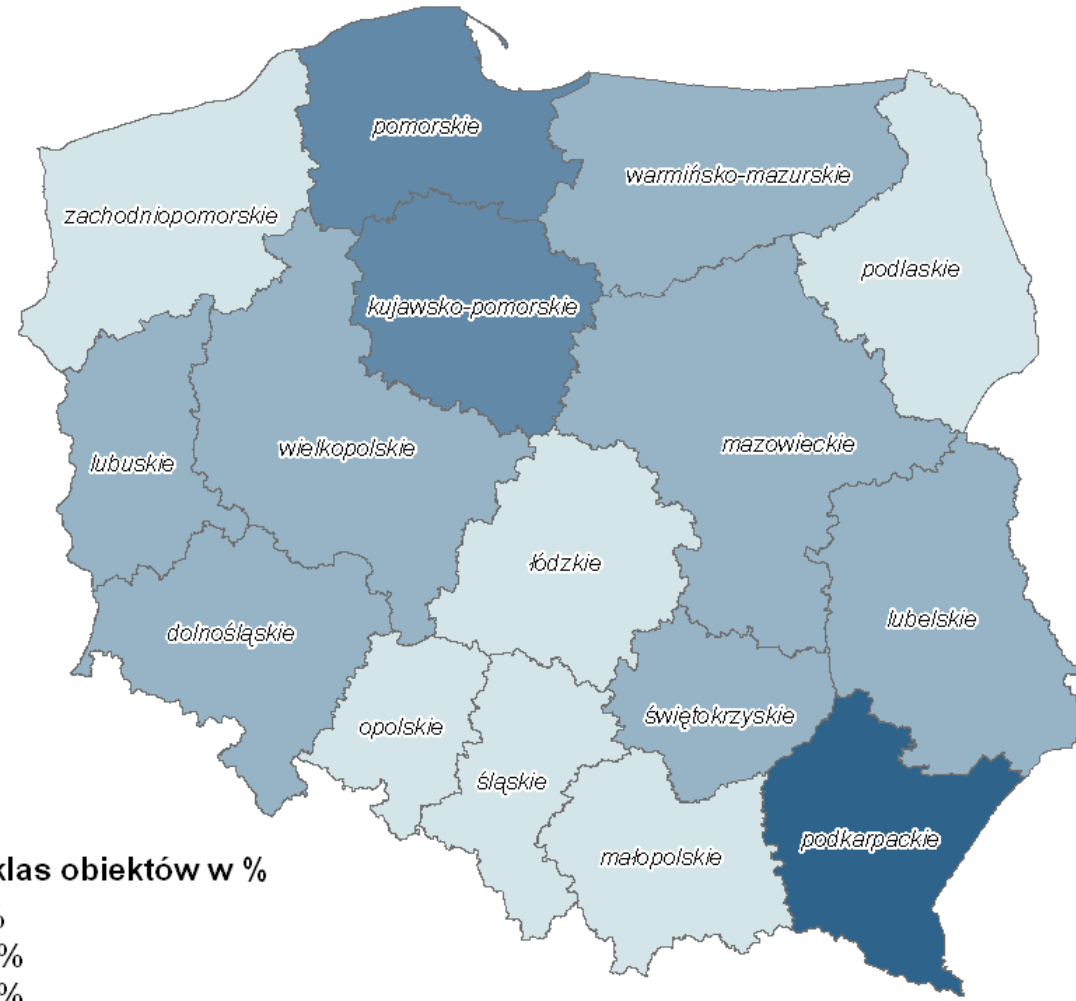 pomorskie
warmińsko-mazurskie
zachodniopomorskie
podlaskie
kujawsko-pomorskie
mazowieckie
wielkopolskie
lubuskie
łódzkie
lubelskie
dolnośląskie
świętokrzyskie
opolskie
śląskie
podkarpackie
małopolskie
klas obiektów w %
%
%
%